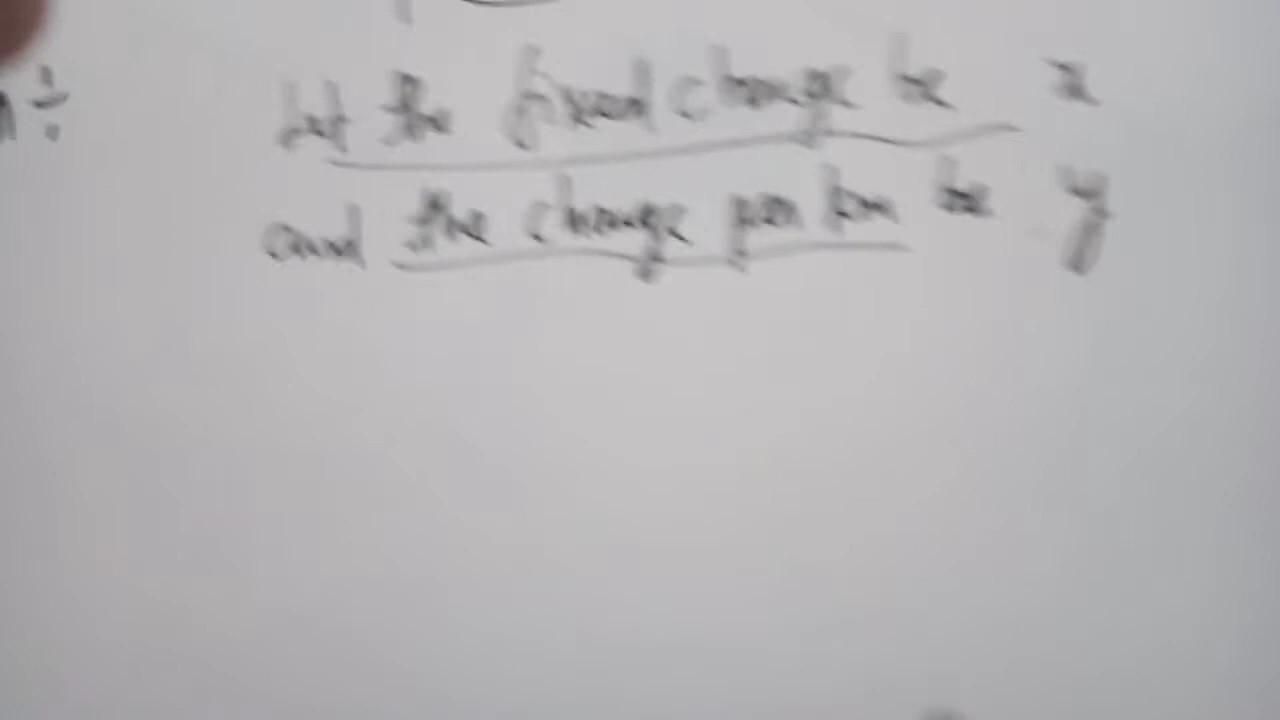 let the fixed charge be x
and the charge per km be y